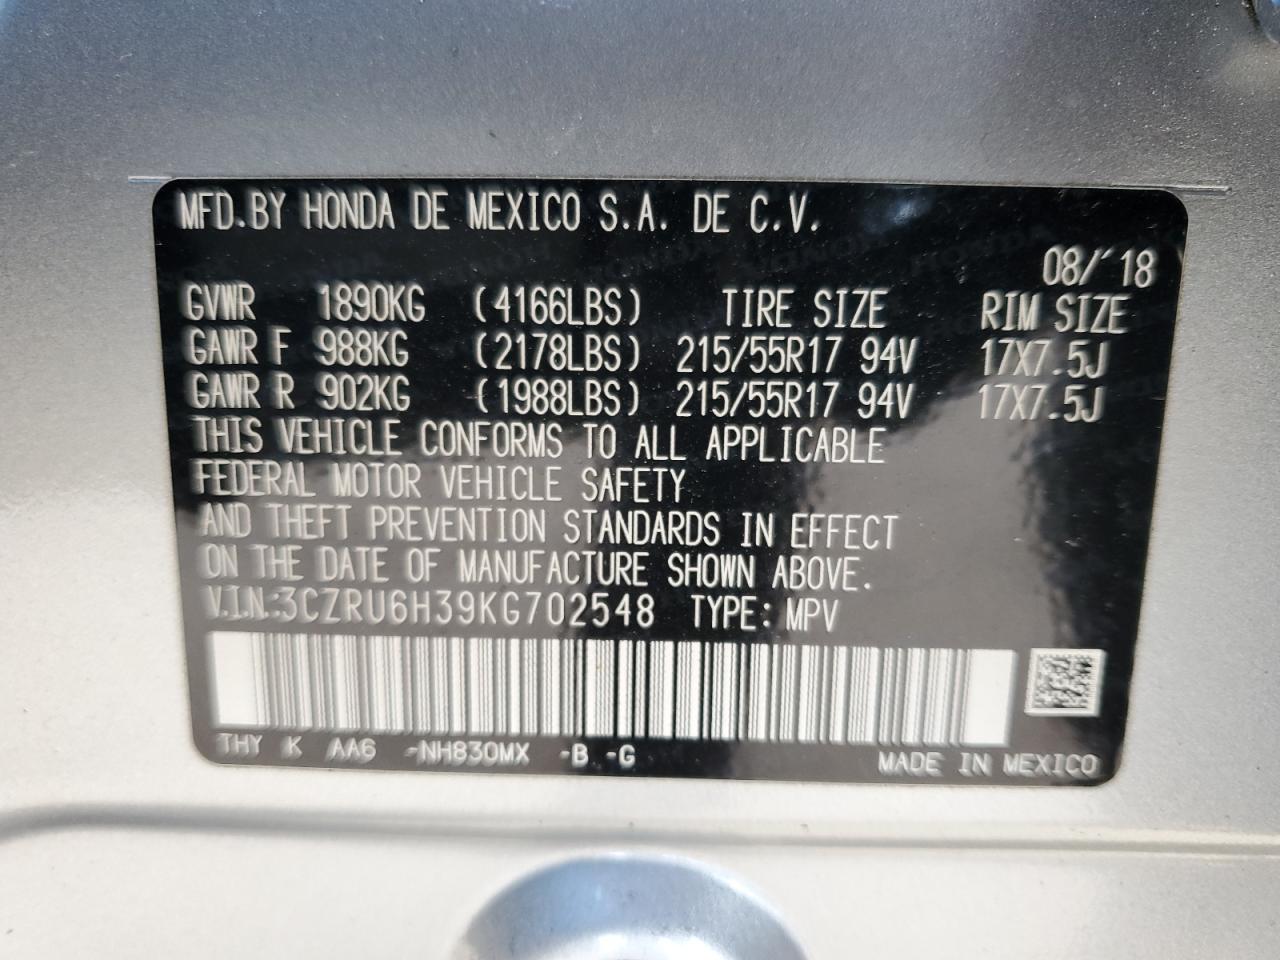 MFD.BY HONDA DE MEXICO S.A. DE C.V.
08/'18
GVWR 1890KG (4166LBS) TIRE SIZE RIM SIZE
GAWR F 988KG (2178LBS) 215/55R17 94V 17X7.5J
GAWR R 902KG (1988LBS) 215/55R17 94V 17X7.5J
THIS VEHICLE CONFORMS TO ALL APPLICABLE
FEDERAL MOTOR VEHICLE SAFETY
AND THEFT PREVENTION STANDARDS IN EFFECT
ON THE DATE OF MANUFACTURE SHOWN ABOVE.
V.I.N.:3CZRU6H39KG702548 TYPE: MPV
THY K AA6 -NH830MX -B -G
MADE IN MEXICO